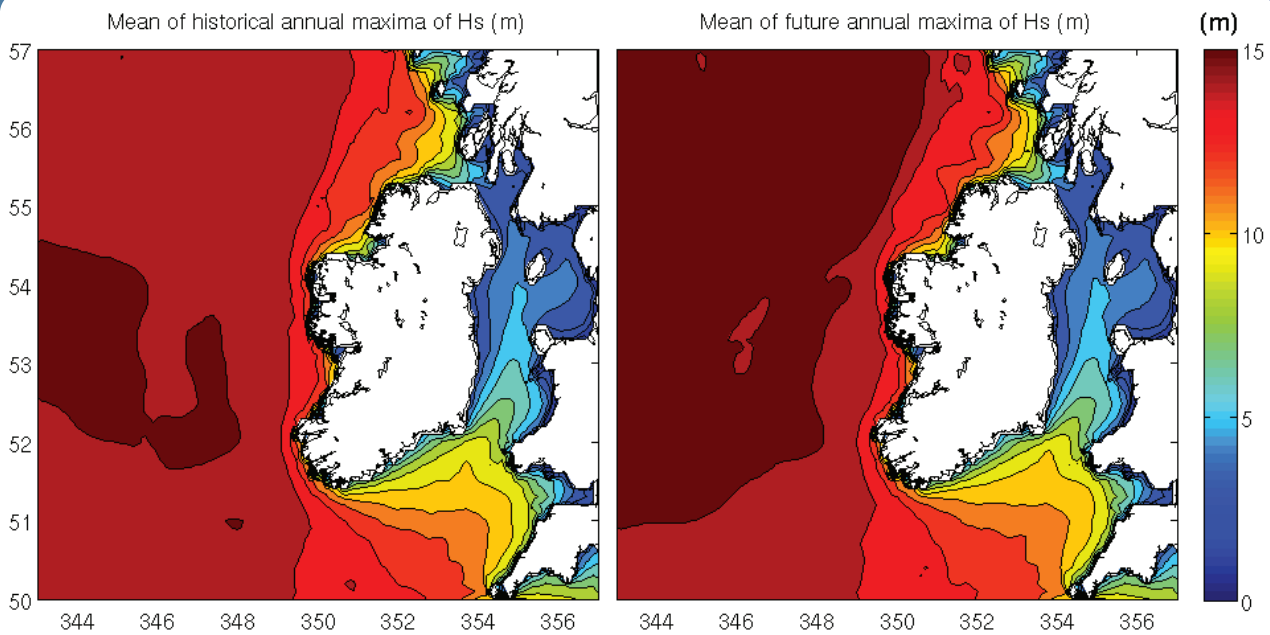 Mean of historical annual maxima of Hs (m)
Mean of future annual maxima of Hs (m)
(m)
57
56
55
54
53
52
51
50
344 346 348 350 352 354 356
344 346 348 350 352 354 356
15
10
5
0